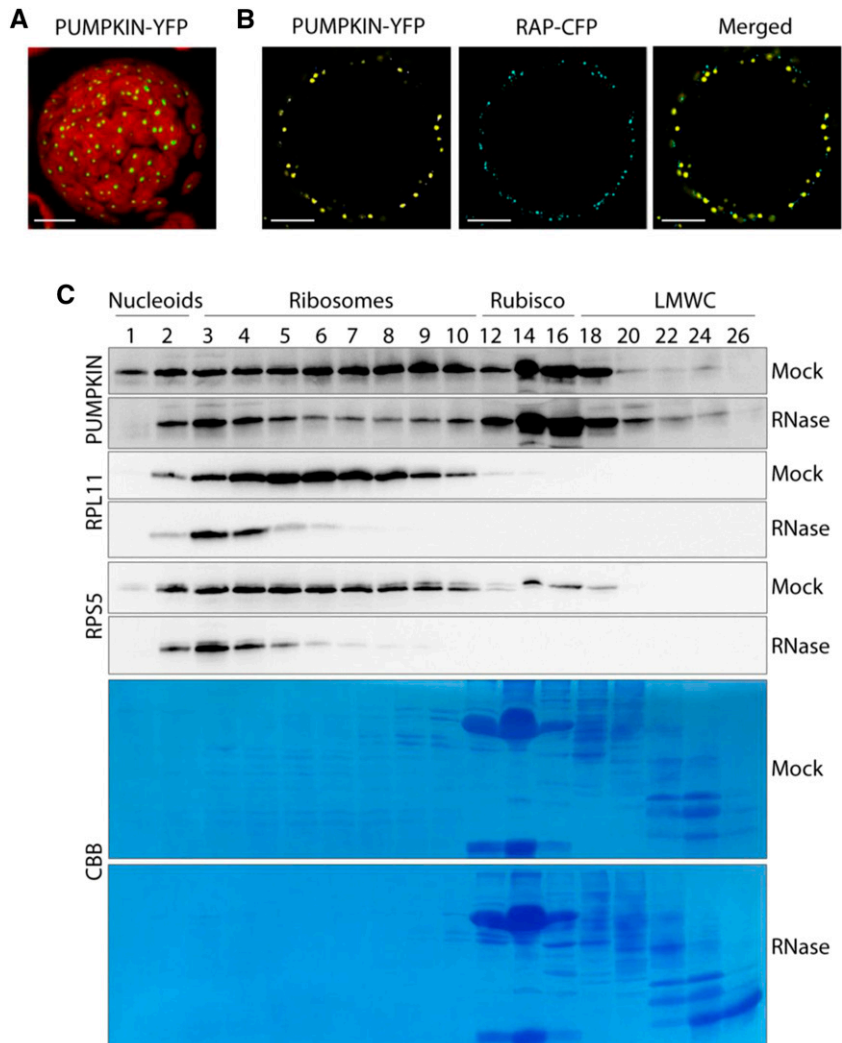 A
PUMPKIN-YFP
B
PUMPKIN-YFP RAP-CFP Merged
C
Nucleoids Ribosomes Rubisco LMWC
1 2 3 4 5 6 7 8 9 10 12 14 16 18 20 22 24 26
PUMPKIN
Mock
RNase
RPL11
Mock
RNase
RPS5
Mock
RNase
CBB
Mock
RNase